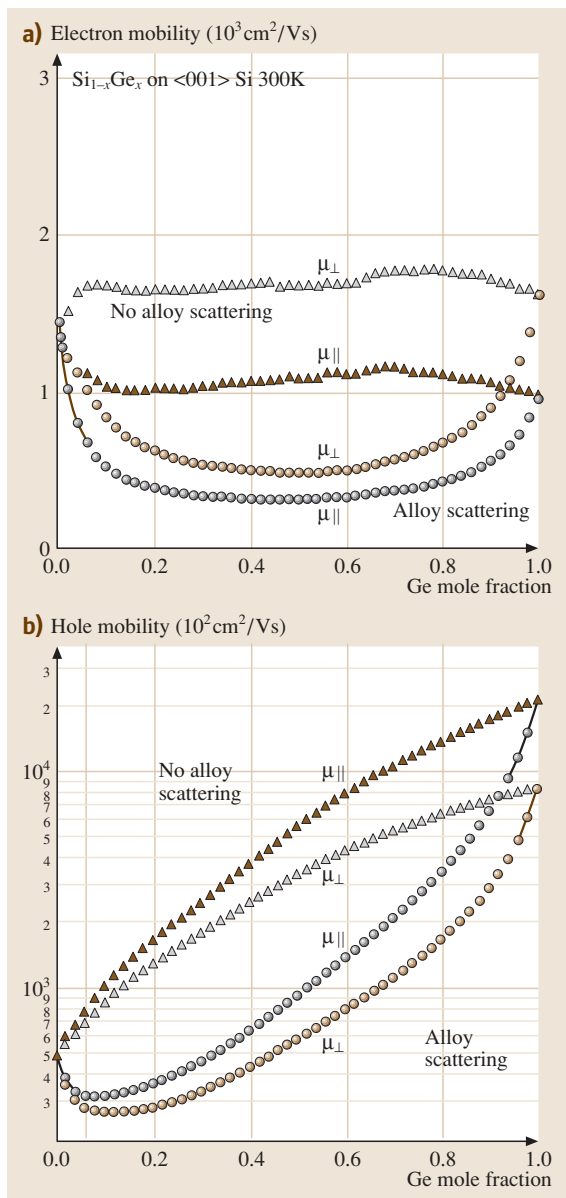 a) Electron mobility (10³cm²/Vs)
Si₁₋ₓGeₓ on <001> Si 300K
3
2
μ⊥
No alloy scattering
μ||
1
μ⊥
μ||
Alloy scattering
0
0 0.2 0.4 0.6 0.8 1.0
Ge mole fraction
b) Hole mobility (10²cm²/Vs)
3
2
No alloy scattering
μ||
10⁴
9
8
7
6
5
4
μ⊥
3
2
μ||
10³
9
8
7
6
μ⊥
Alloy scattering
5
4
3
0 0.2 0.4 0.6 0.8 1.0
Ge mole fraction